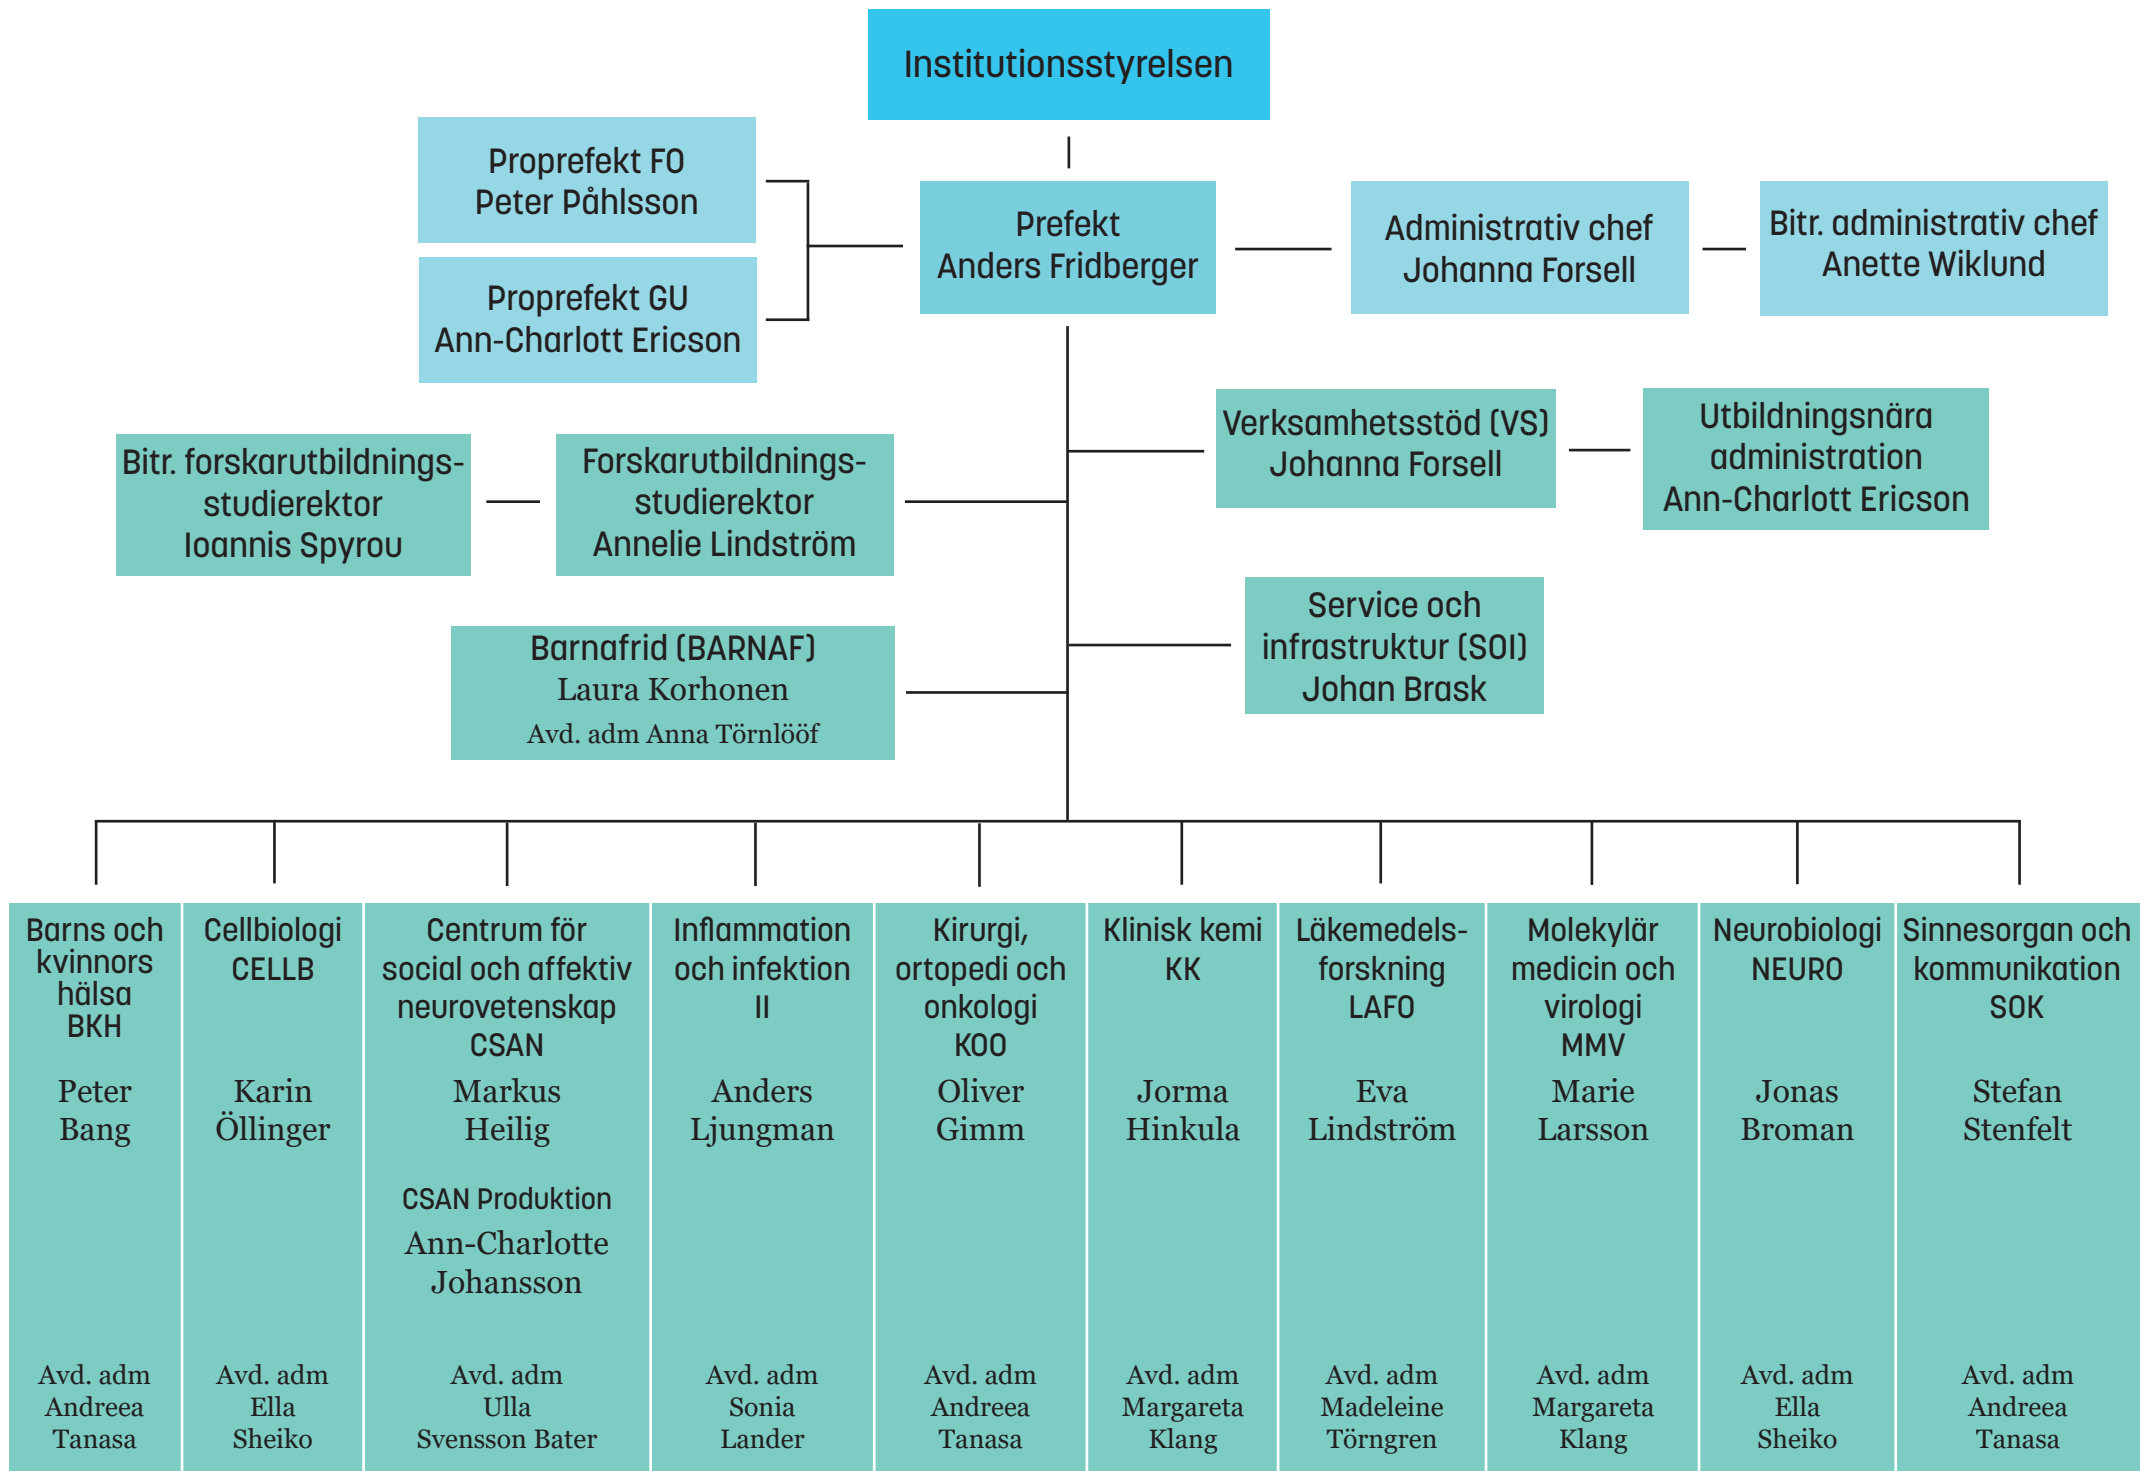 Institutionsstyrelsen
Proprefekt FO
Peter Påhlsson
Proprefekt GU
Ann-Charlott Ericson
Prefekt
Anders Fridberger
Administrativ chef
Johanna Forsell
Bitr. administrativ chef
Anette Wiklund
Bitr. forskarutbildnings-
studierektor
Ioannis Spyrou
Forskarutbildnings-
studierektor
Annelie Lindström
Verksamhetsstöd (VS)
Johanna Forsell
Utbildningsnära
administration
Ann-Charlott Ericson
Barnafrid (BARNAF)
Laura Korhonen
Avd. adm Anna Törnlööf
Service och
infrastruktur (SOI)
Johan Brask
Barns och
kvinnors
hälsa
BKH
Peter
Bang
Avd. adm
Andreea
Tanasa
Cellbiologi
CELLB
Karin
Öllinger
Avd. adm
Ella
Sheiko
Centrum för
social och affektiv
neurovetenskap
CSAN
Markus
Heilig
CSAN Produktion
Ann-Charlotte
Johansson
Avd. adm
Ulla
Svensson Bater
Inflammation
och infektion
II
Anders
Ljungman
Avd. adm
Sonia
Lander
Kirurgi,
ortopedi och
onkologi
KOO
Oliver
Gimm
Avd. adm
Andreea
Tanasa
Klinisk kemi
KK
Jorma
Hinkula
Avd. adm
Margareta
Klang
Läkemedels-
forskning
LAFO
Eva
Lindström
Avd. adm
Madeleine
Törngren
Molekylär
medicin och
virologi
MMV
Marie
Larsson
Avd. adm
Margareta
Klang
Neurobiologi
NEURO
Jonas
Broman
Avd. adm
Ella
Sheiko
Sinnesorgan och
kommunikation
SOK
Stefan
Stenfelt
Avd. adm
Andreea
Tanasa